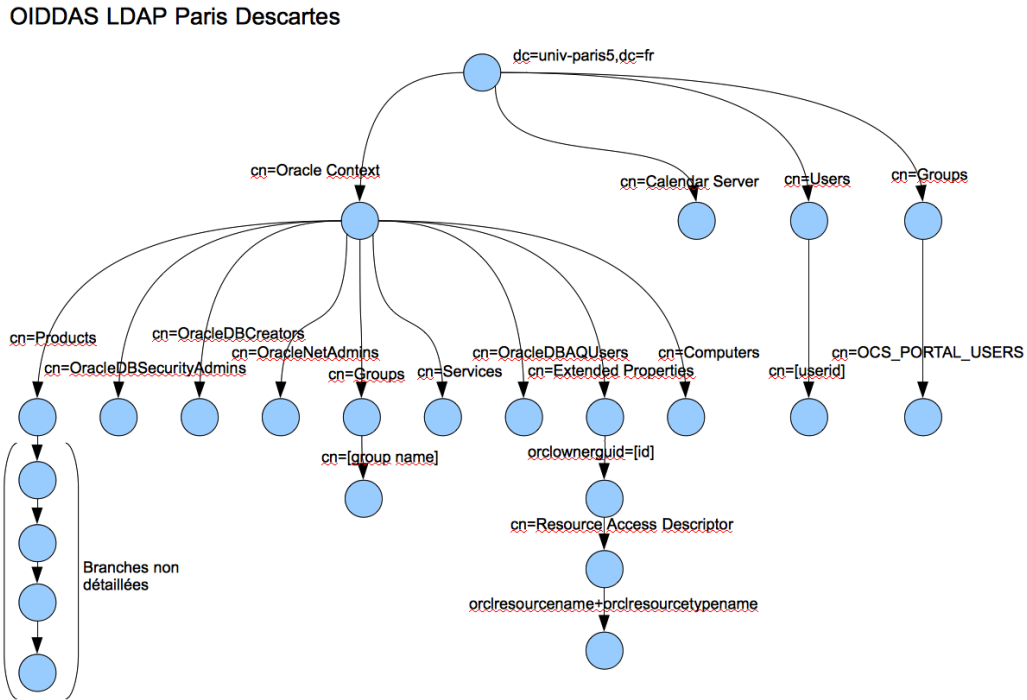 OIDDAS LDAP Paris Descartes
dc=univ-paris5,dc=fr
cn=Oracle Context
cn=Calendar Server
cn=Users
cn=Groups
cn=Products
cn=OracleDBSecurityAdmins
cn=OracleDBCreators
cn=OracleNetAdmins
cn=Groups
cn=Services
cn=OracleDBAQUsers
cn=Extended Properties
cn=Computers
cn=[userid]
cn=OCS_PORTAL_USERS
cn=[group name]
orclownerguid=[id]
cn=Resource Access Descriptor
orclresourcename+orclresourcetypename
Branches non
détaillées